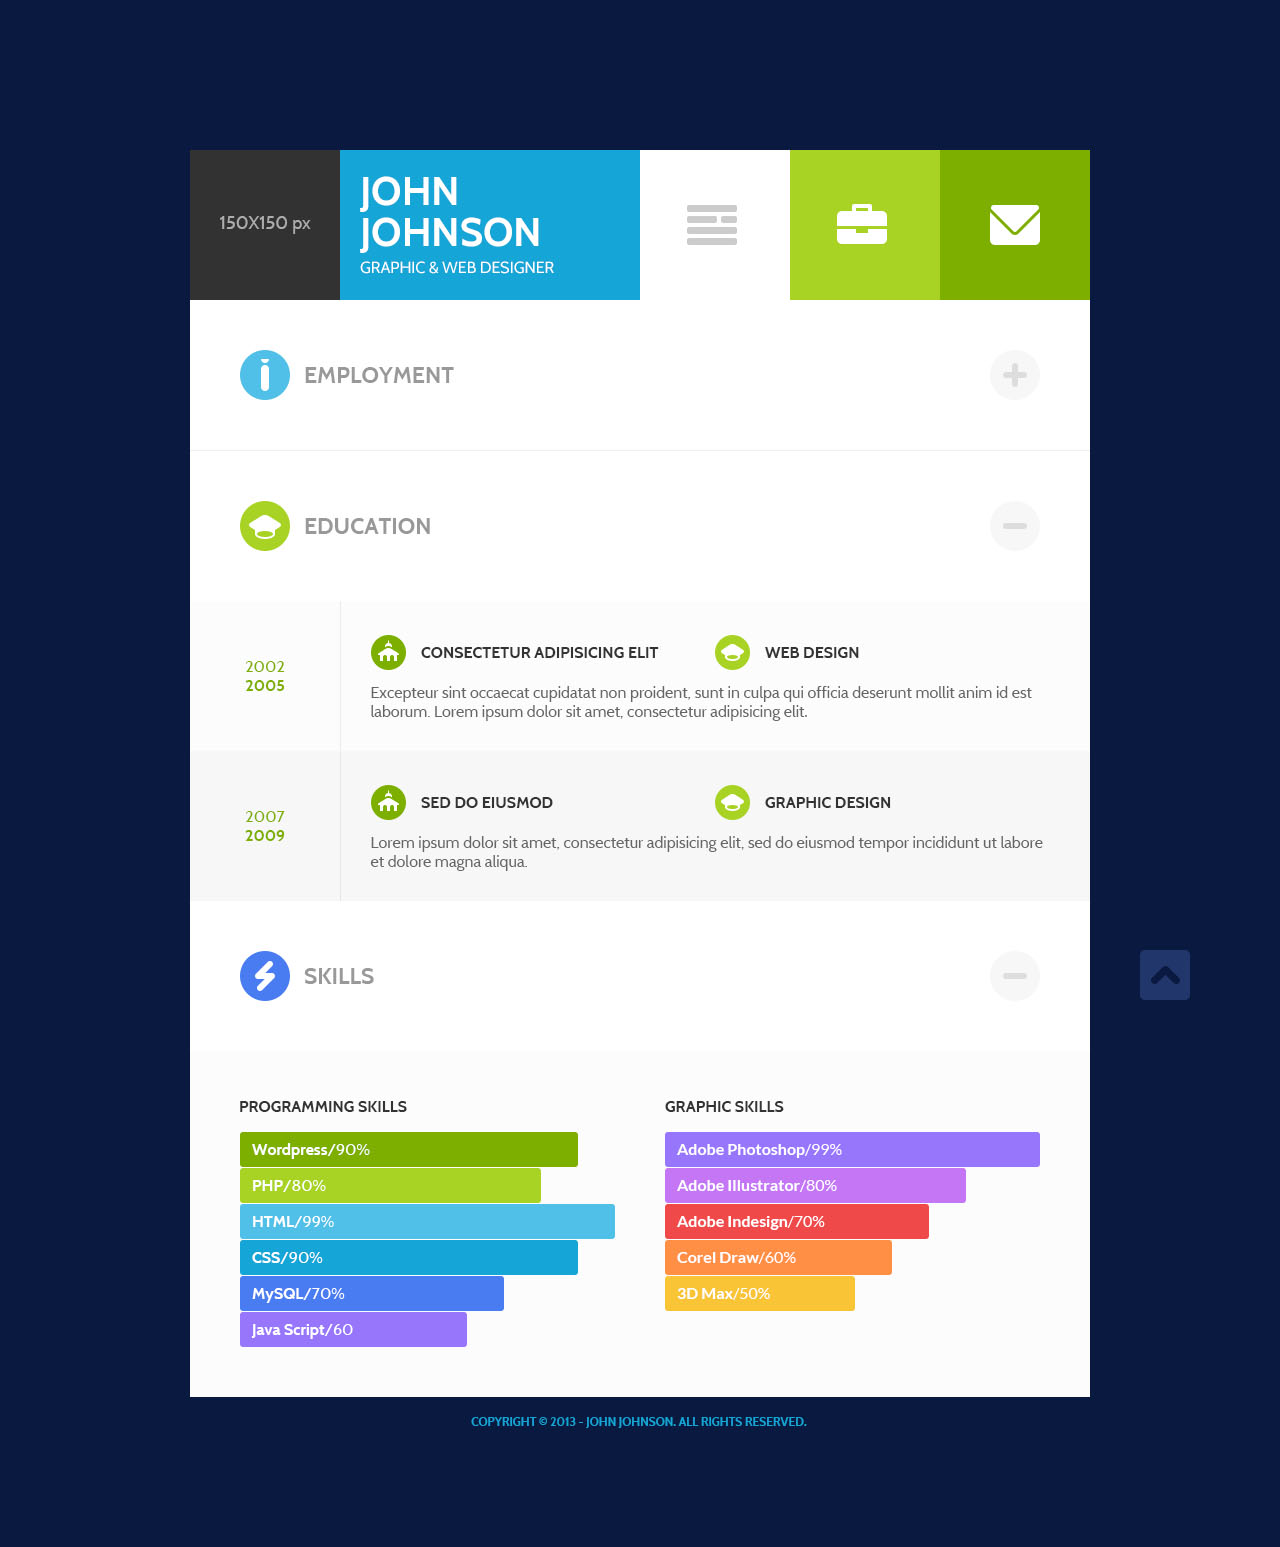 150X150 px
JOHN
JOHNSON
GRAPHIC & WEB DESIGNER
EMPLOYMENT
EDUCATION
2002
2005
CONSECTETUR ADIPISICING ELIT
WEB DESIGN
Excepteur sint occaecat cupidatat non proident, sunt in culpa qui officia deserunt mollit anim id est
laborum. Lorem ipsum dolor sit amet, consectetur adipisicing elit.
2007
2009
SED DO EIUSMOD
GRAPHIC DESIGN
Lorem ipsum dolor sit amet, consectetur adipisicing elit, sed do eiusmod tempor incididunt ut labore
et dolore magna aliqua.
SKILLS
PROGRAMMING SKILLS
Wordpress/90%
PHP/80%
HTML/99%
CSS/90%
MySQL/70%
Java Script/60
GRAPHIC SKILLS
Adobe Photoshop/99%
Adobe Illustrator/80%
Adobe Indesign/70%
Corel Draw/60%
3D Max/50%
COPYRIGHT © 2013 - JOHN JOHNSON. ALL RIGHTS RESERVED.